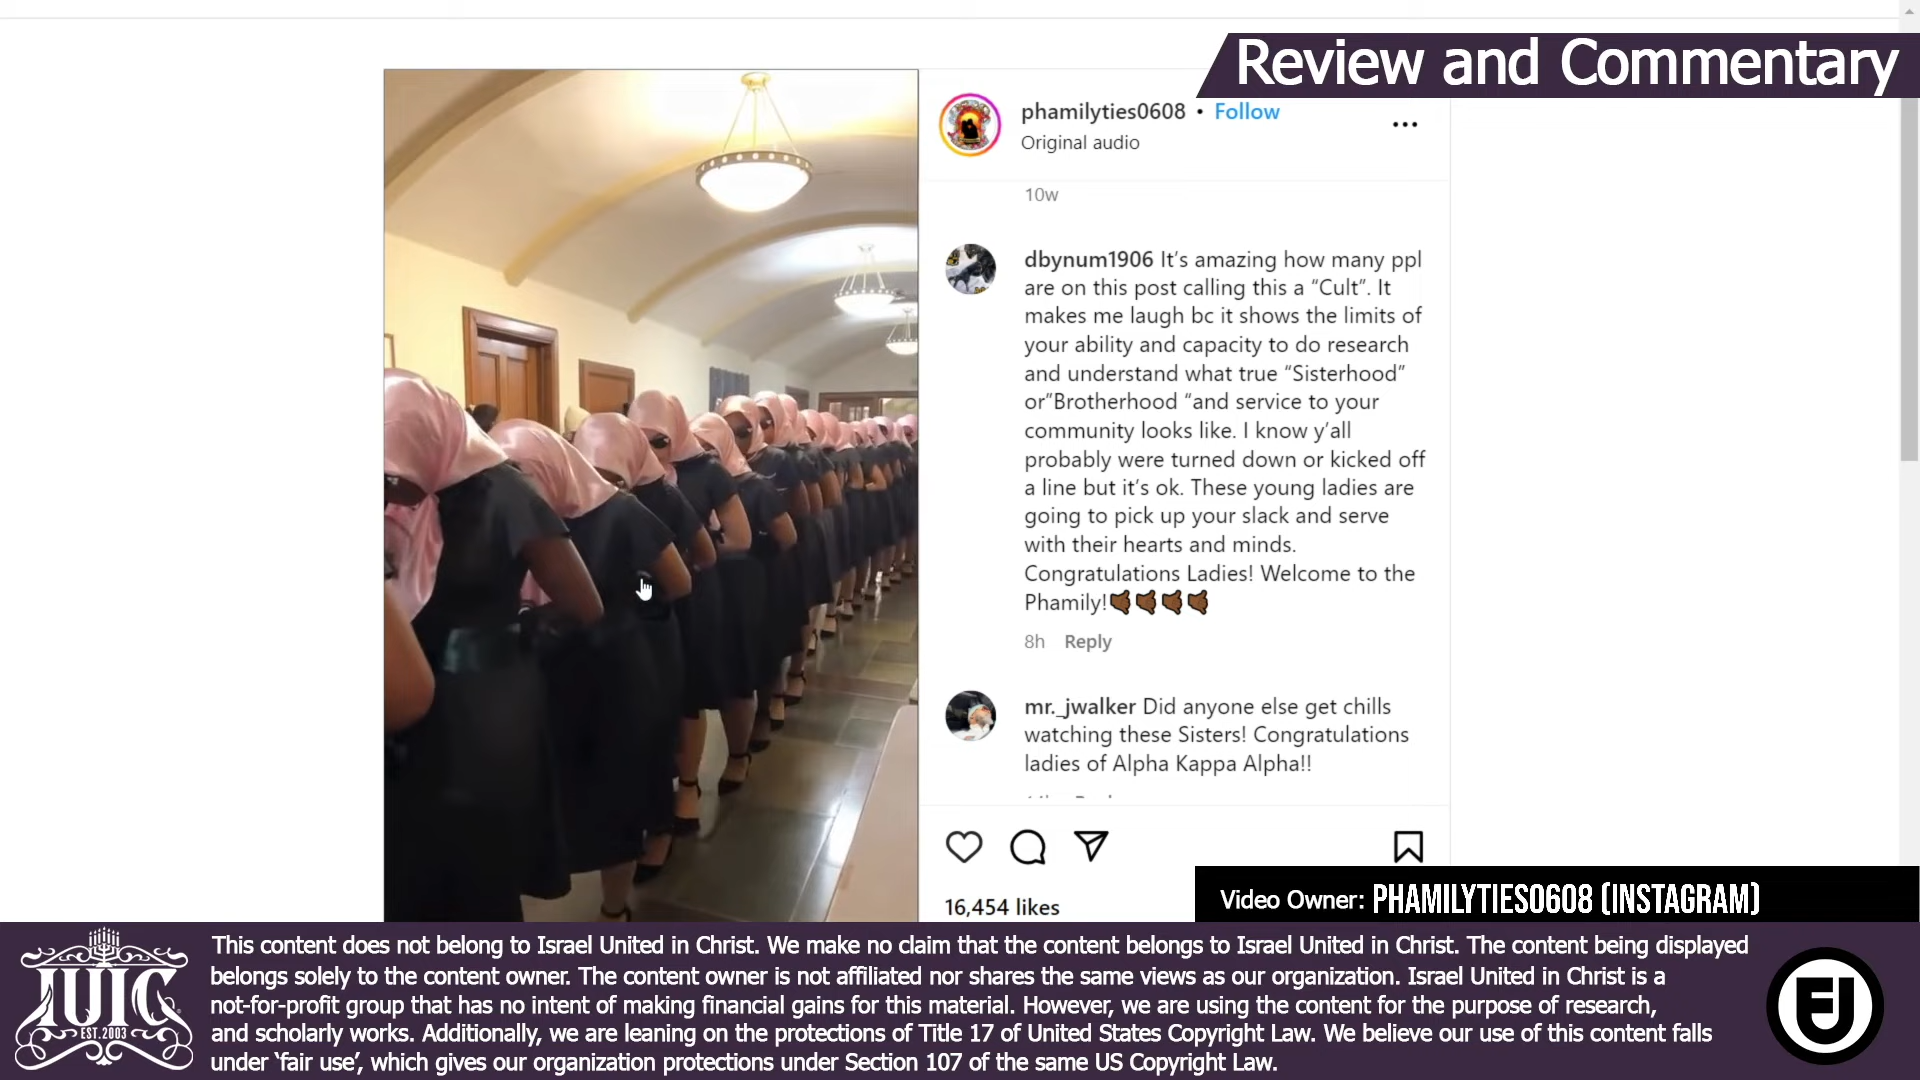 Review and Commentary
phamilyties0608 • Follow
Original audio
10w
dbynum1906 It's amazing how many ppl
are on this post calling this a “Cult”. It
makes me laugh bc it shows the limits of
your ability and capacity to do research
and understand what true “Sisterhood”
or”Brotherhood “and service to your
community looks like. I know y'all
probably were turned down or kicked off
a line but it's ok. These young ladies are
going to pick up your slack and serve
with their hearts and minds.
Congratulations Ladies! Welcome to the
Phamily!🤙🏾🤙🏾🤙🏾🤙🏾
8h Reply
mr._jwalker Did anyone else get chills
watching these Sisters! Congratulations
ladies of Alpha Kappa Alpha!!
16,454 likes
Video Owner: PHAMILYTIES0608 (INSTAGRAM)
This content does not belong to Israel United in Christ. We make no claim that the content belongs to Israel United in Christ. The content being displayed
belongs solely to the content owner. The content owner is not affiliated nor shares the same views as our organization. Israel United in Christ is a
not-for-profit group that has no intent of making financial gains for this material. However, we are using the content for the purpose of research,
and scholarly works. Additionally, we are leaning on the protections of Title 17 of United States Copyright Law. We believe our use of this content falls
under ‘fair use’, which gives our organization protections under Section 107 of the same US Copyright Law.
IUIC
EST.2003